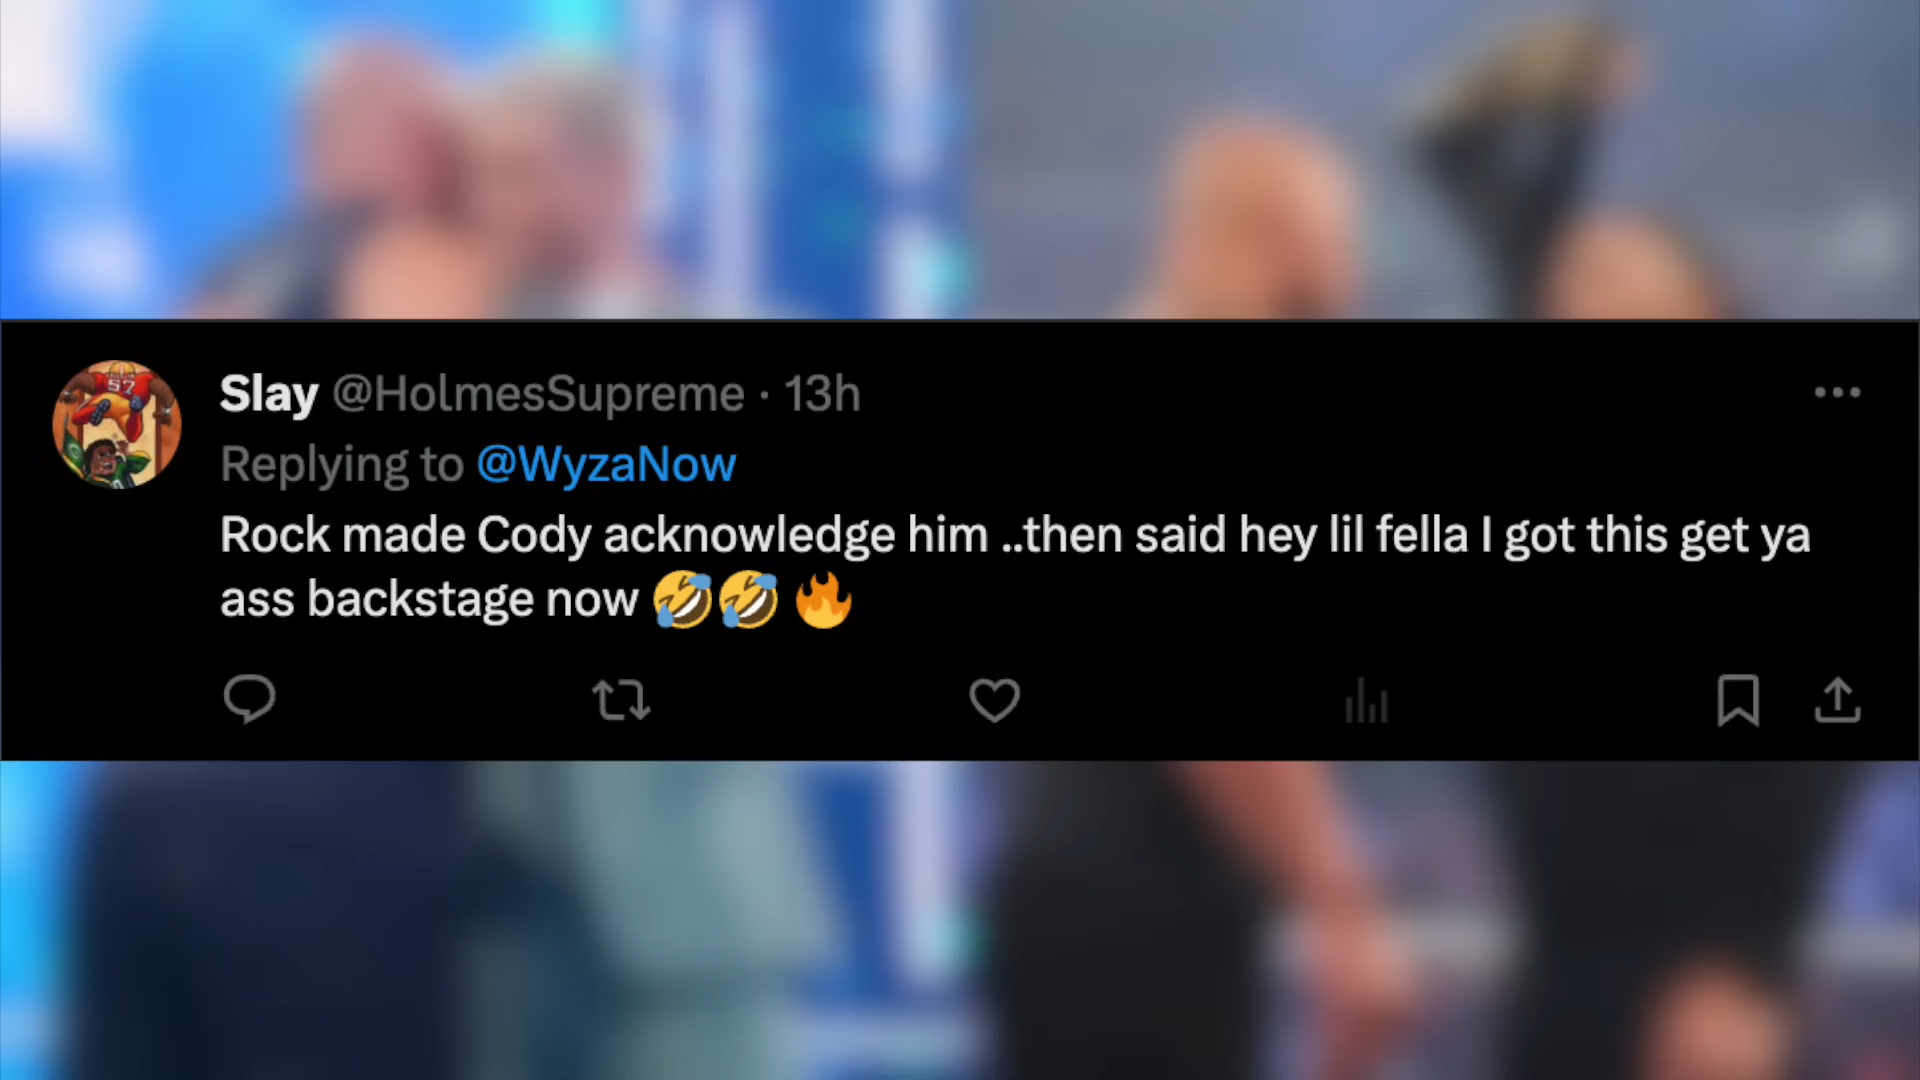 57
Slay @HolmesSupreme · 13h
Replying to @WyzaNow
Rock made Cody acknowledge him ..then said hey lil fella I got this get ya
ass backstage now 🤣🤣 🔥